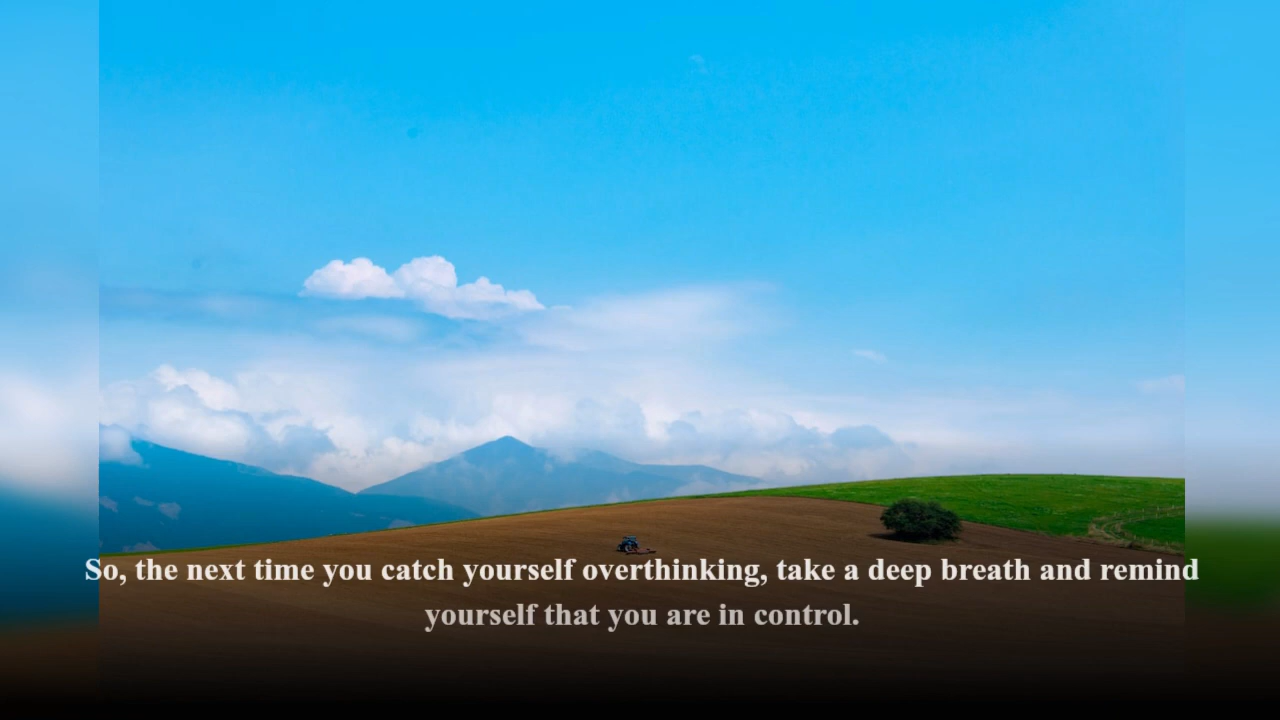 So, the next time you catch yourself overthinking, take a deep breath and remind
yourself that you are in control.